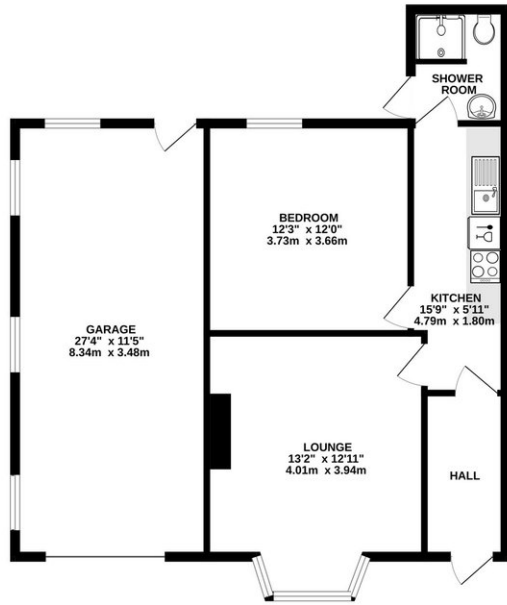 SHOWER
ROOM
BEDROOM
12'3" x 12'0"
3.73m x 3.66m
KITCHEN
15'9" x 5'11"
4.79m x 1.80m
GARAGE
27'4" x 11'5"
8.34m x 3.48m
LOUNGE
13'2" x 12'11"
4.01m x 3.94m
HALL